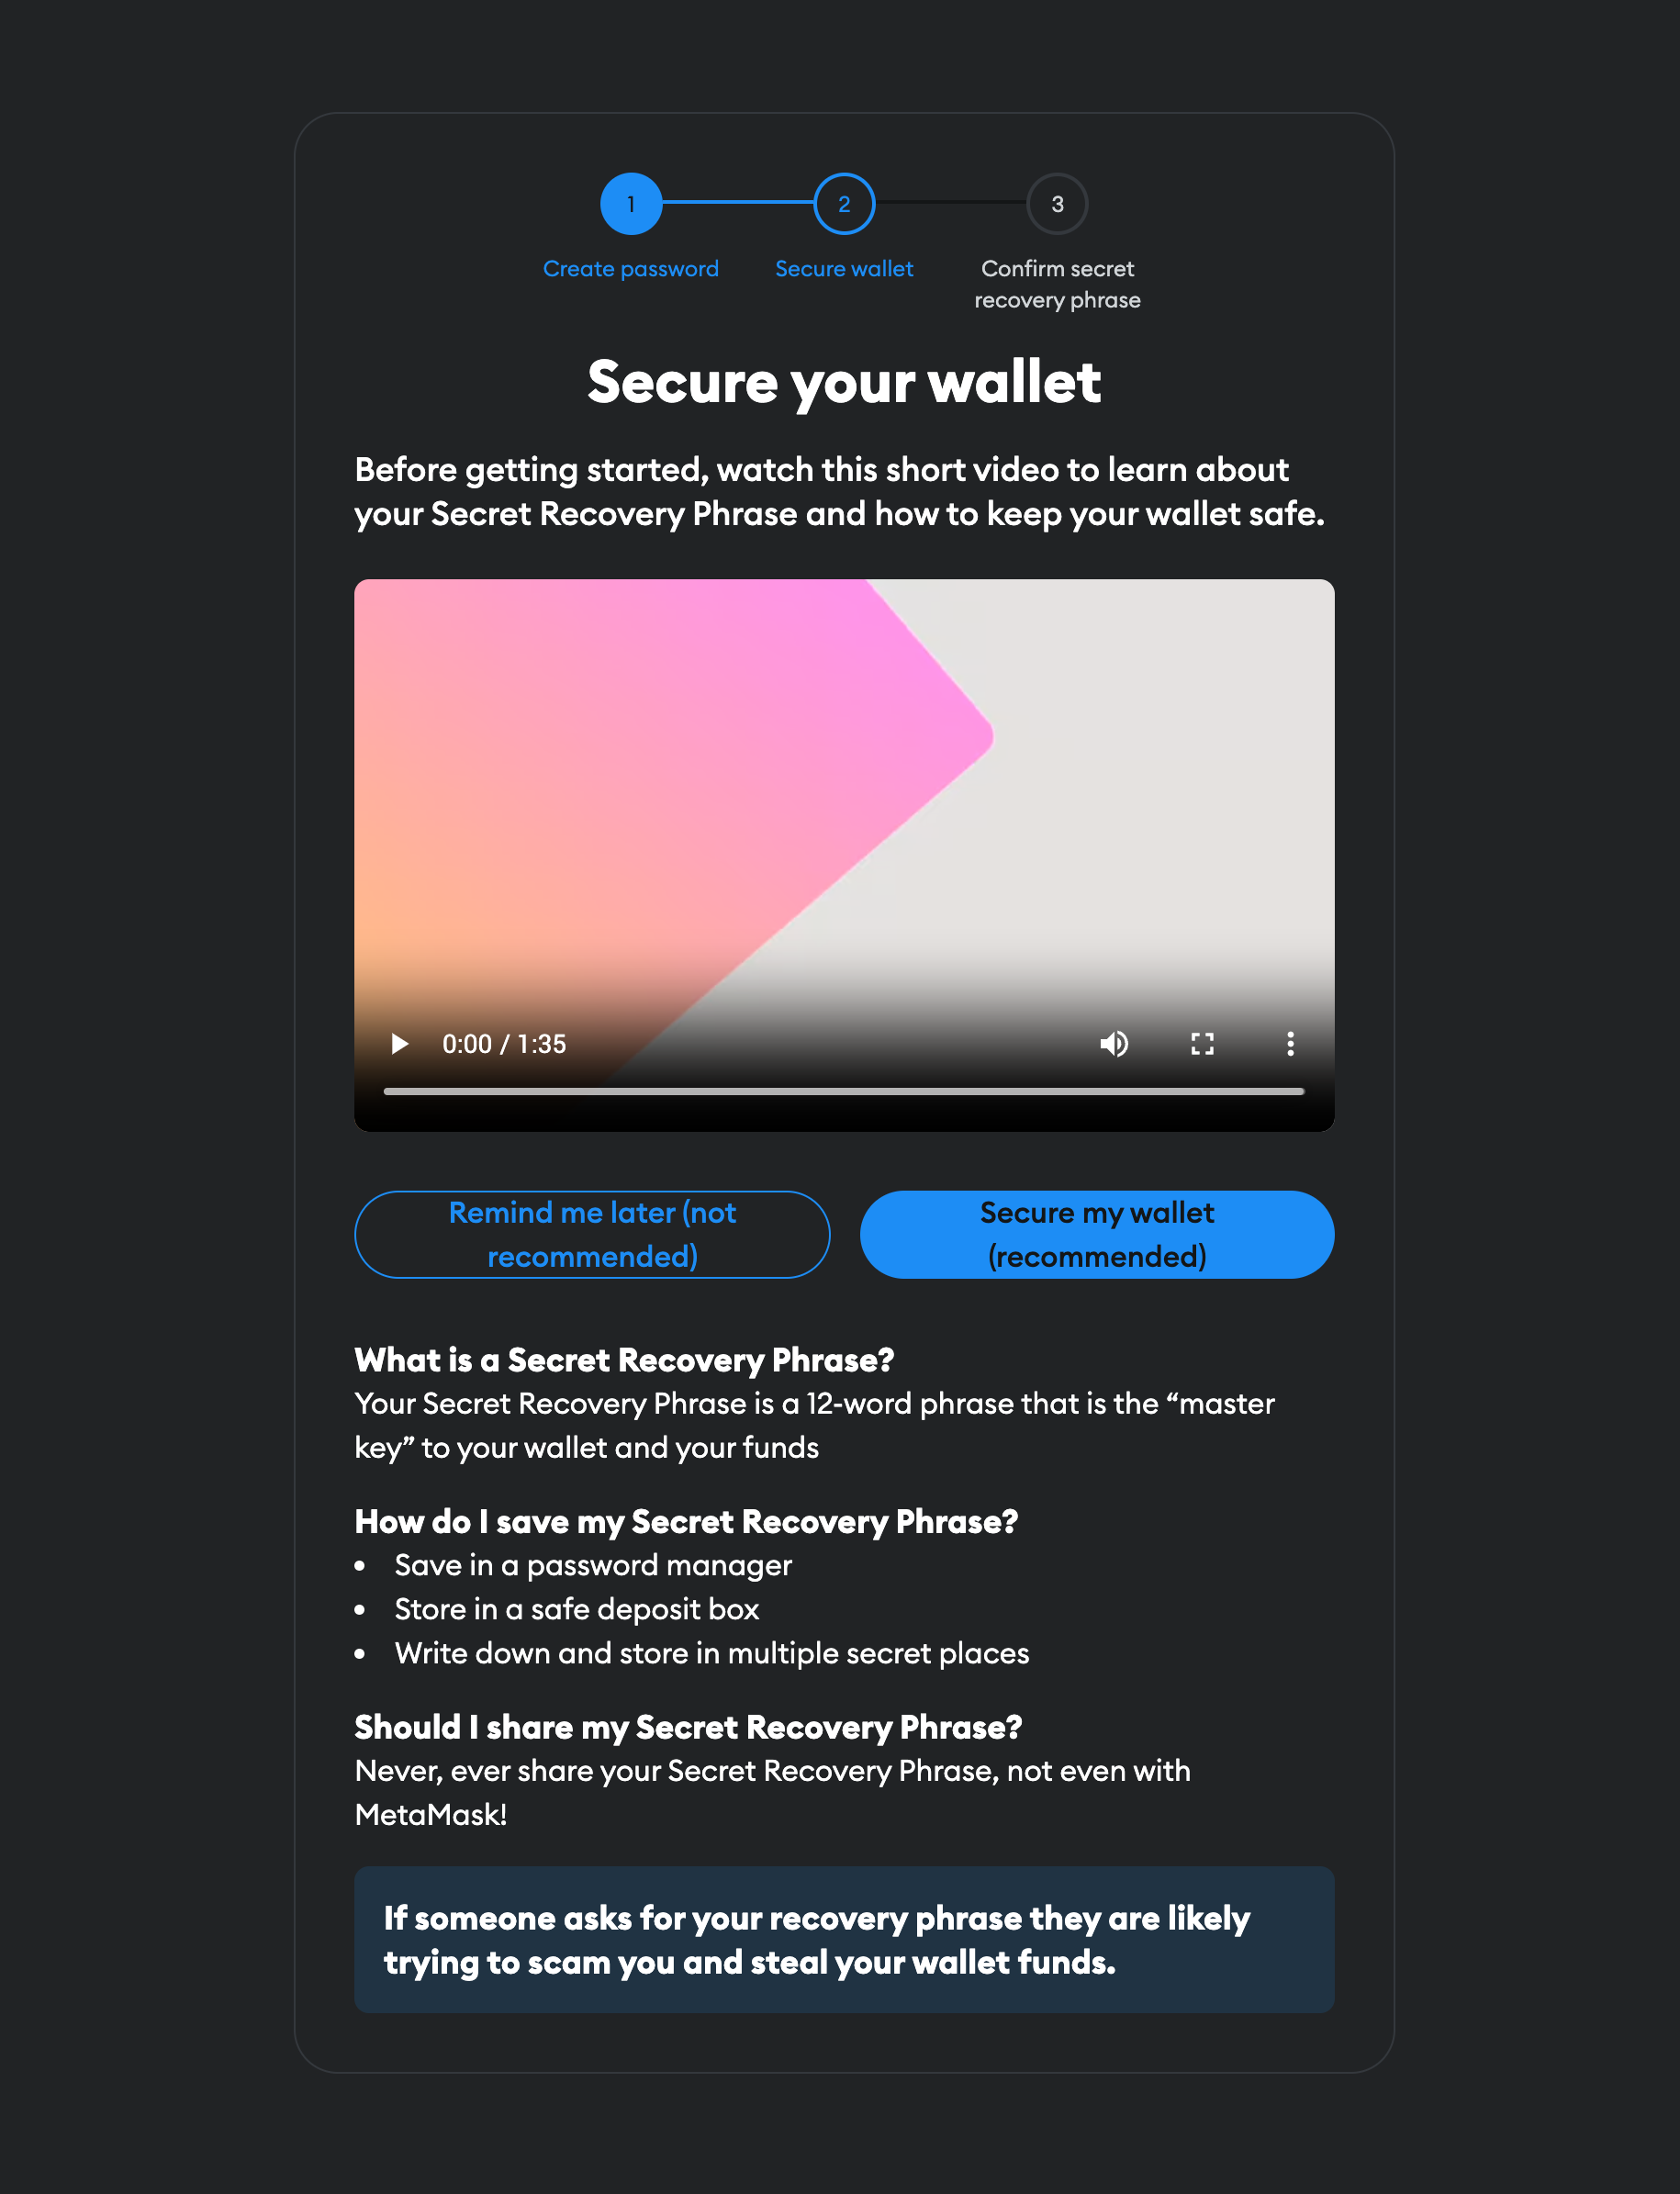 1
2
3
Create password
Secure wallet
Confirm secret
recovery phrase
Secure your wallet
Before getting started, watch this short video to learn about
your Secret Recovery Phrase and how to keep your wallet safe.
0:00 / 1:35
Remind me later (not
recommended)
Secure my wallet
(recommended)
What is a Secret Recovery Phrase?
Your Secret Recovery Phrase is a 12-word phrase that is the “master
key” to your wallet and your funds
How do I save my Secret Recovery Phrase?
• Save in a password manager
• Store in a safe deposit box
• Write down and store in multiple secret places
Should I share my Secret Recovery Phrase?
Never, ever share your Secret Recovery Phrase, not even with
MetaMask!
If someone asks for your recovery phrase they are likely
trying to scam you and steal your wallet funds.